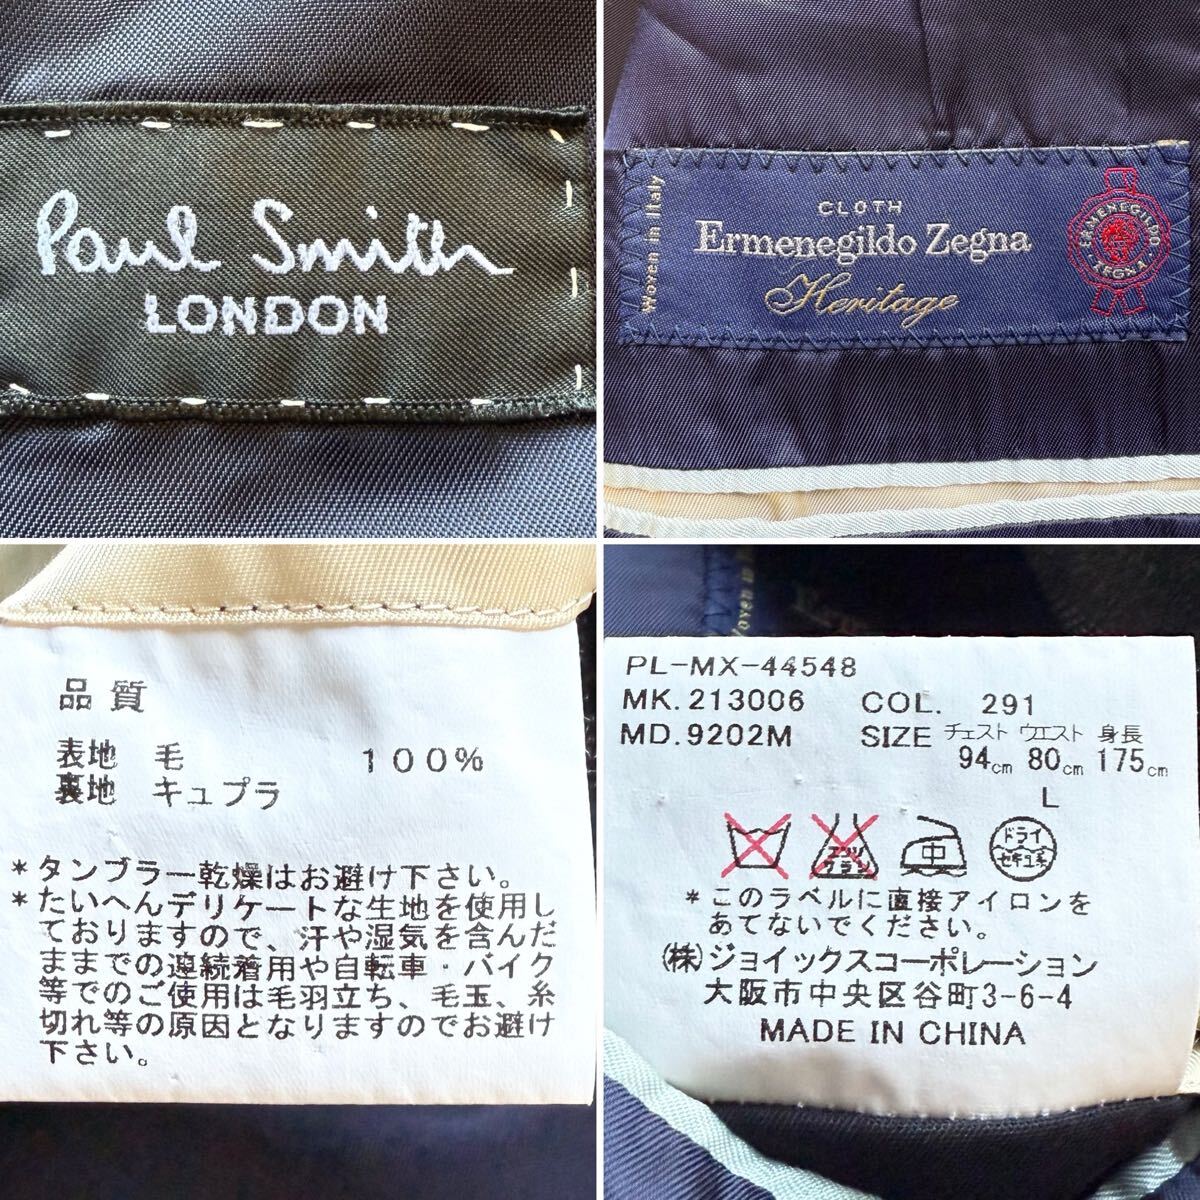 Paul Smith
LONDON
Woven in Italy
CLOTH
Ermenegildo Zegna
Heritage
ERMENEGILDO
ZEGNA
品質
表地 毛 100%
裏地 キュプラ
*タンブラー乾燥はお避け下さい。
*たいへんデリケートな生地を使用し
ておりますので、汗や湿気を含んだ
ままでの連続着用や自転車・バイク
等でのご使用は毛羽立ち、毛玉、糸
切れ等の原因となりますのでお避け
下さい。
PL-MX-44548
MK.213006 COL. 291
MD.9202M SIZE チェスト ウエスト 身長
94cm 80cm 175cm
L
エンソ
サラシ
中
ドライ
セキユ系
*このラベルに直接アイロンを
あてないでください。
(株)ジョイックスコーポレーション
大阪市中央区谷町3-6-4
MADE IN CHINA